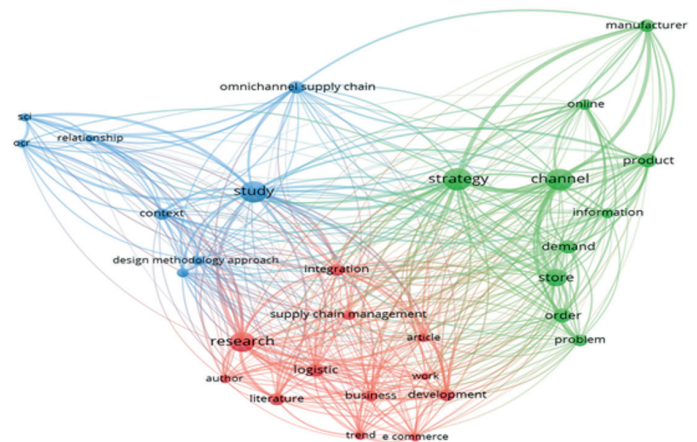 manufacturer
omnichannel supply chain
online
sci
relationship
ocr
product
strategy
channel
study
context
information
demand
design methodology approach
integration
store
supply chain management
order
article
problem
research
logistic
author
work
literature
business
development
trend
e commerce